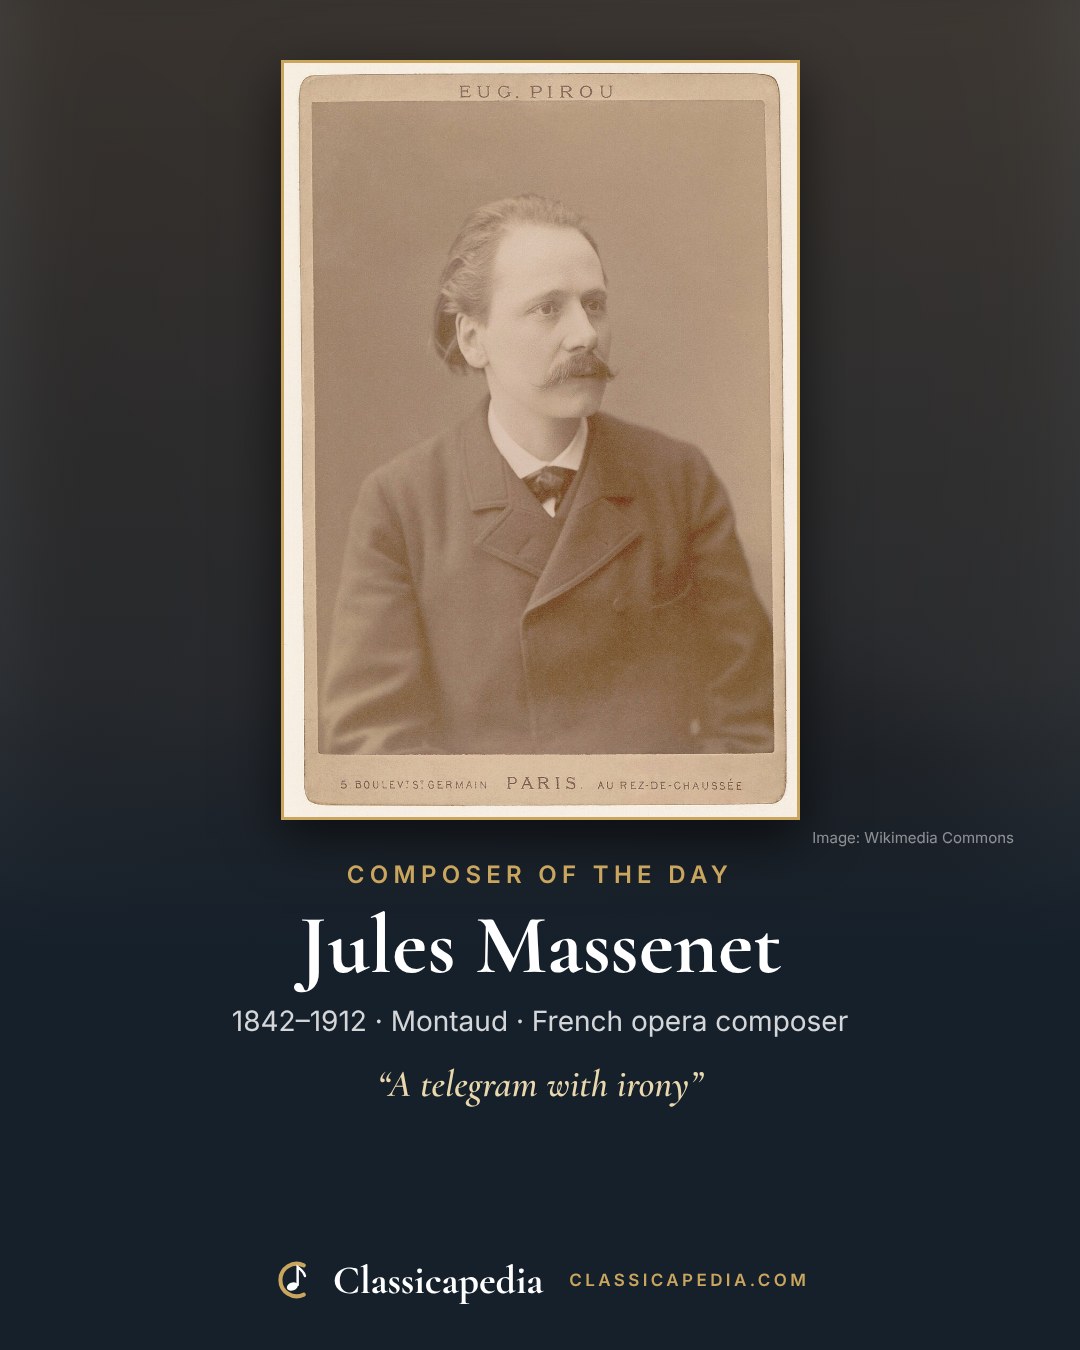 EUG. PIROU
5 BOULEVT ST GERMAIN PARIS. AU REZ-DE-CHAUSSÉE
Image: Wikimedia Commons
COMPOSER OF THE DAY
Jules Massenet
1842–1912 · Montaud · French opera composer
“A telegram with irony”
Classicapedia CLASSICAPEDIA.COM